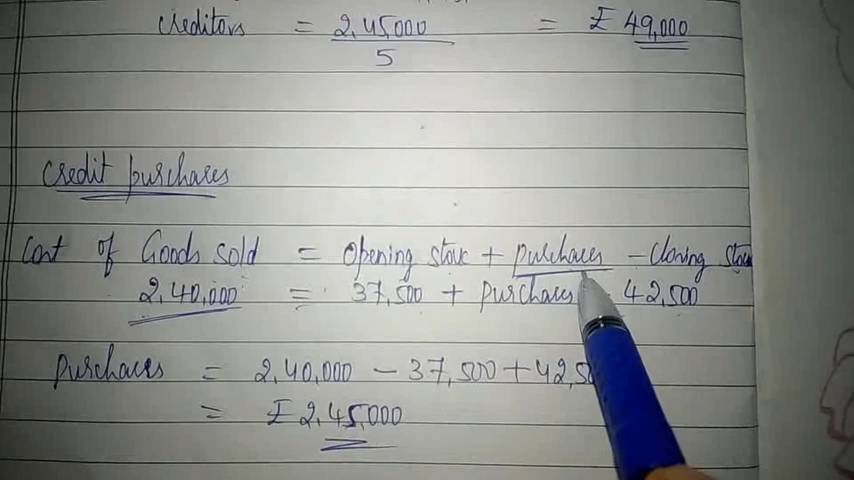 creditors = 2,45,000 / 5 = ₹ 49,000
Credit purchases
Cost of Goods sold = Opening stock + purchases - Closing stock
2,40,000 = 37,500 + purchases 42,500
Purchases = 2,40,000 - 37,500 + 42,5
= ₹ 2,45,000